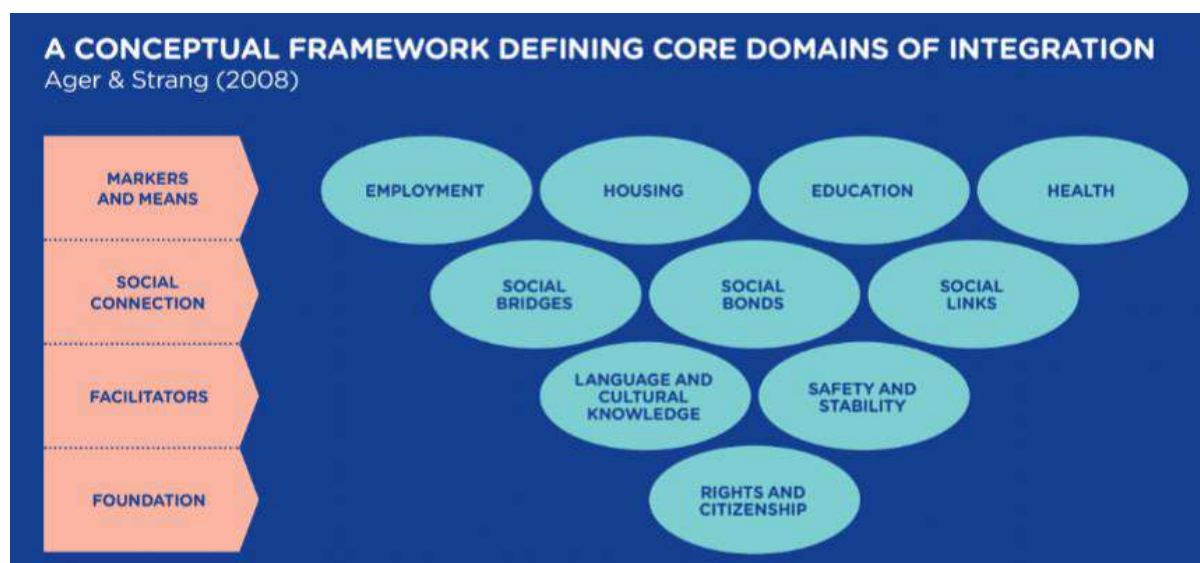 A CONCEPTUAL FRAMEWORK DEFINING CORE DOMAINS OF INTEGRATION
Ager & Strang (2008)
MARKERS
AND MEANS
EMPLOYMENT
HOUSING
EDUCATION
HEALTH
SOCIAL
CONNECTION
SOCIAL
BRIDGES
SOCIAL
BONDS
SOCIAL
LINKS
FACILITATORS
LANGUAGE AND
CULTURAL
KNOWLEDGE
SAFETY AND
STABILITY
FOUNDATION
RIGHTS AND
CITIZENSHIP